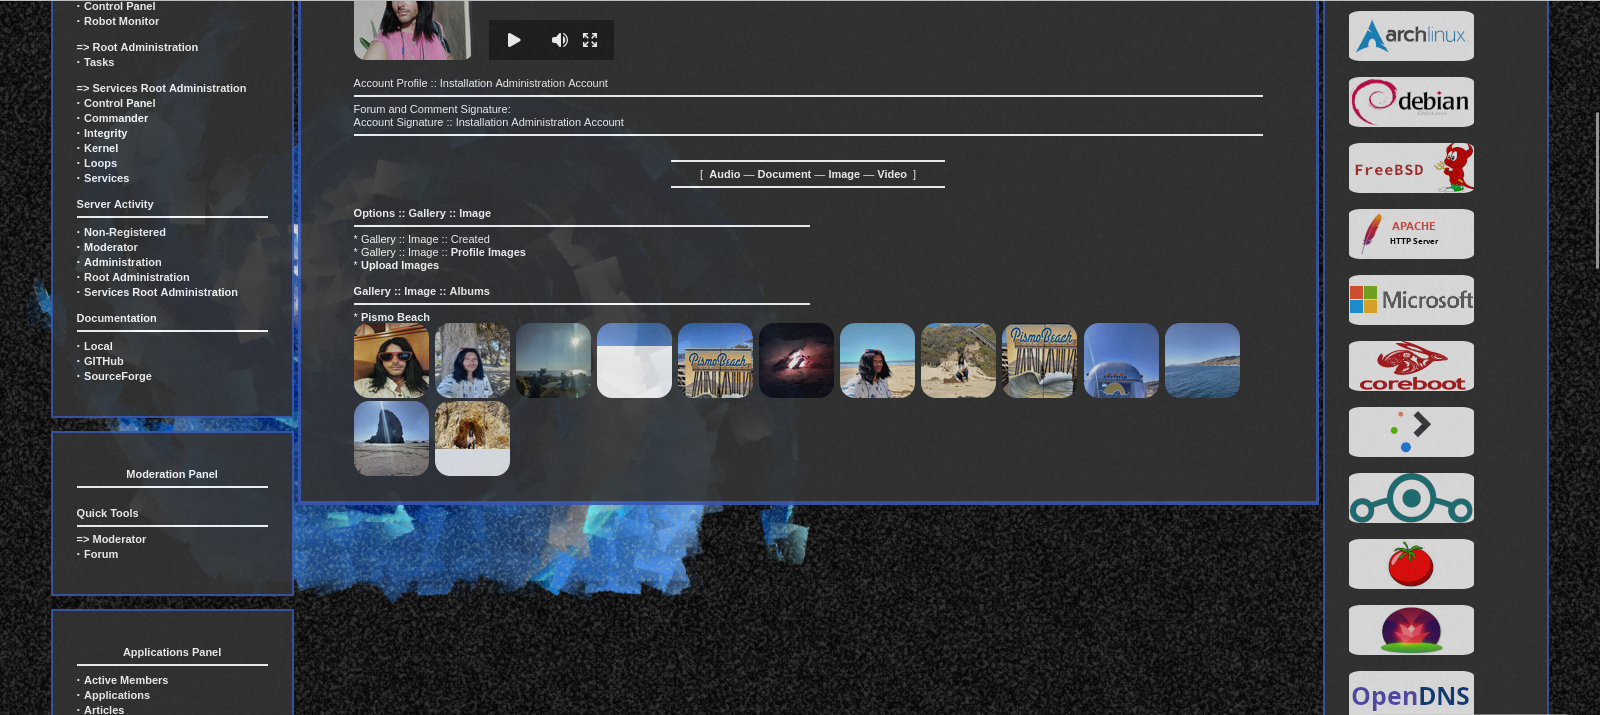 · Control Panel
· Robot Monitor
=> Root Administration
· Tasks
=> Services Root Administration
· Control Panel
· Commander
· Integrity
· Kernel
· Loops
· Services
Server Activity
· Non-Registered
· Moderator
· Administration
· Root Administration
· Services Root Administration
Documentation
· Local
· GITHub
· SourceForge
Moderation Panel
Quick Tools
=> Moderator
· Forum
Applications Panel
· Active Members
· Applications
· Articles
Account Profile :: Installation Administration Account
Forum and Comment Signature:
Account Signature :: Installation Administration Account
[ Audio — Document — Image — Video ]
Options :: Gallery :: Image
* Gallery :: Image :: Created
* Gallery :: Image :: Profile Images
* Upload Images
Gallery :: Image :: Albums
* Pismo Beach
Pismo Beach
Pismo Beach
archlinux
debian
FreeBSD
APACHE
HTTP Server
Microsoft
coreboot
OpenDNS